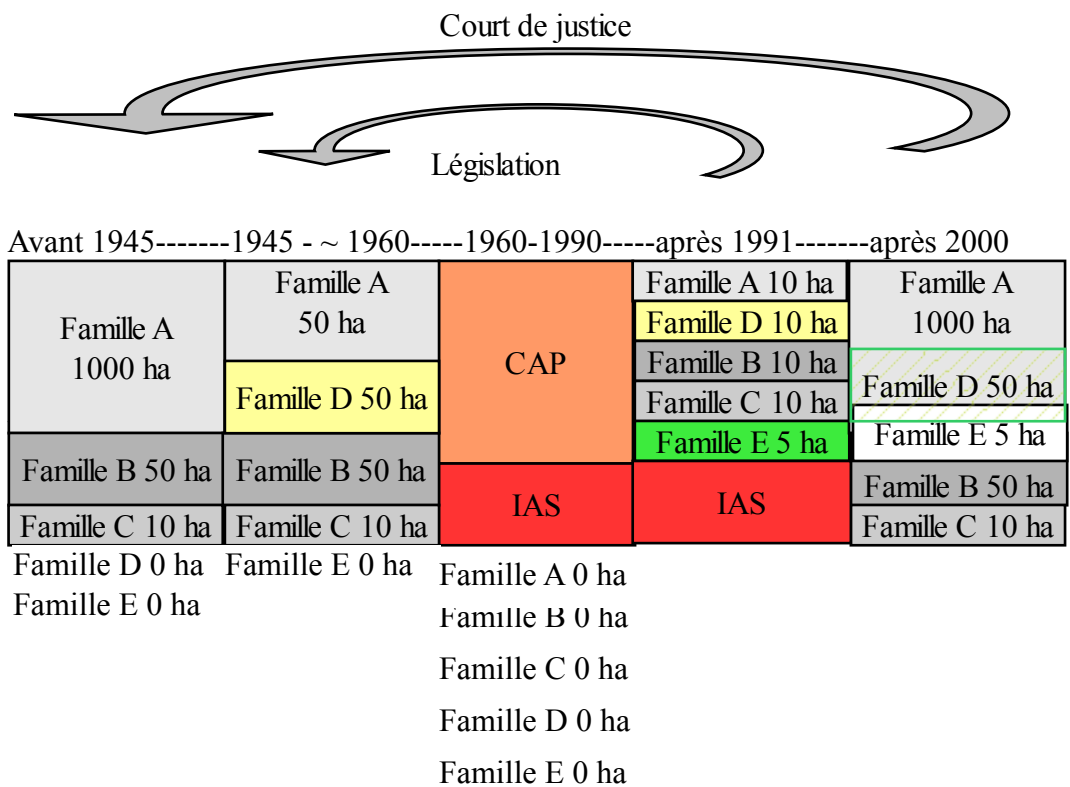 Court de justice
Législation
Avant 1945-------1945 - ~ 1960-----1960-1990-----après 1991-------après 2000
Famille A
1000 ha
Famille B 50 ha
Famille C 10 ha
Famille D 0 ha
Famille E 0 ha
Famille A
50 ha
Famille D 50 ha
Famille B 50 ha
Famille C 10 ha
Famille E 0 ha
CAP
IAS
Famille A 0 ha
Famille B 0 ha
Famille C 0 ha
Famille D 0 ha
Famille E 0 ha
Famille A 10 ha
Famille D 10 ha
Famille B 10 ha
Famille C 10 ha
Famille E 5 ha
IAS
Famille A
1000 ha
Famille D 50 ha
Famille E 5 ha
Famille B 50 ha
Famille C 10 ha